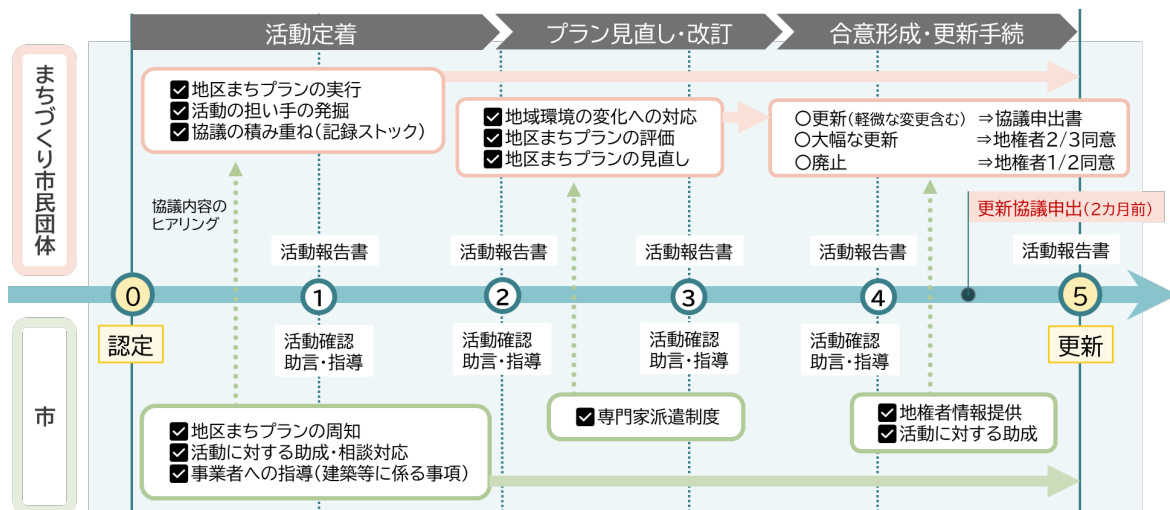 活動定着
プラン見直し・改訂
合意形成・更新手続
まちづくり市民団体
☑地区まちプランの実行
☑活動の担い手の発掘
☑協議の積み重ね（記録ストック）
☑地域環境の変化への対応
☑地区まちプランの評価
☑地区まちプランの見直し
○更新（軽微な変更含む） ⇒協議申出書
○大幅な更新 ⇒地権者2/3同意
○廃止 ⇒地権者1/2同意
協議内容の
ヒアリング
更新協議申出（2カ月前）
活動報告書
活動報告書
活動報告書
活動報告書
活動報告書
0
1
2
3
4
5
認定
活動確認
助言・指導
活動確認
助言・指導
活動確認
助言・指導
活動確認
助言・指導
更新
市
☑地区まちプランの周知
☑活動に対する助成・相談対応
☑事業者への指導（建築等に係る事項）
☑専門家派遣制度
☑地権者情報提供
☑活動に対する助成